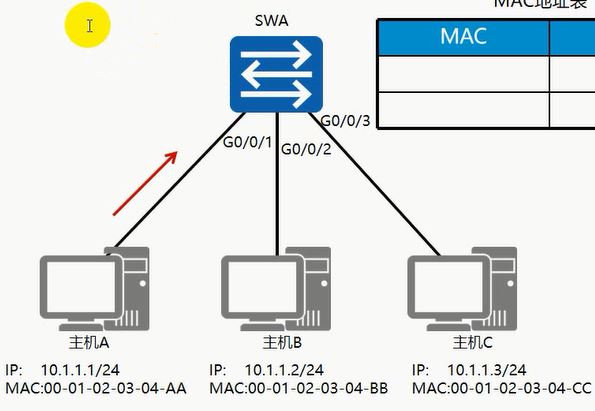 MAC地址表
SWA
MAC
G0/0/1
G0/0/2
G0/0/3
主机A
主机B
主机C
IP: 10.1.1.1/24
MAC:00-01-02-03-04-AA
IP: 10.1.1.2/24
MAC:00-01-02-03-04-BB
IP: 10.1.1.3/24
MAC:00-01-02-03-04-CC